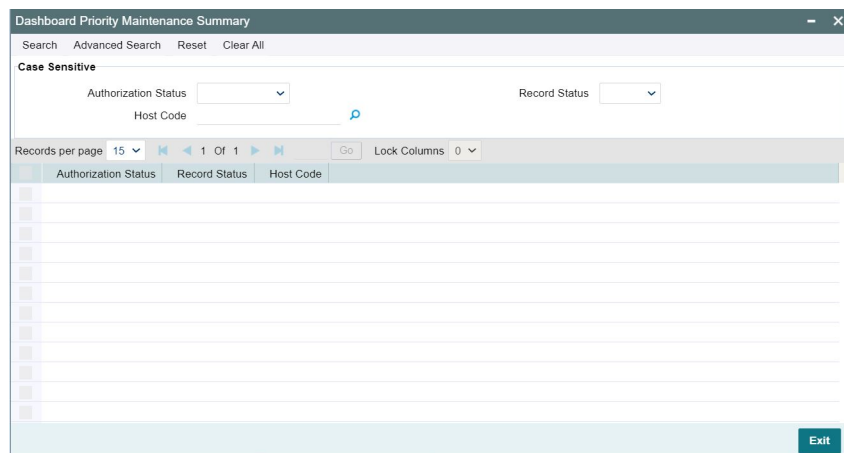 Dashboard Priority Maintenance Summary
Search Advanced Search Reset Clear All
Case Sensitive
Authorization Status Record Status
Host Code
Records per page 15 1 Of 1 Go Lock Columns 0
Authorization Status Record Status Host Code
Exit